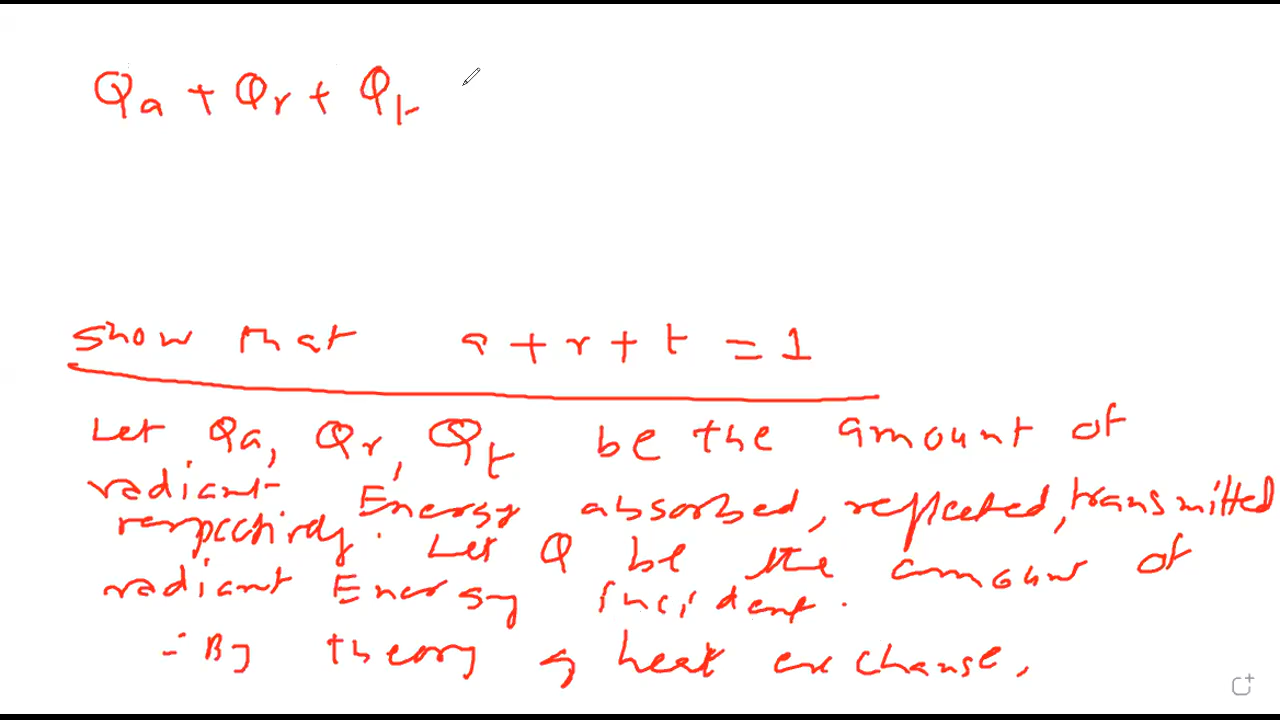 Qa + Qr + Qt
Show that a + r + t = 1
Let Qa, Qr, Qt be the amount of
radiant Energy absorbed, reflected, transmitted
respectively. Let Q be the amount of
radiant Energy incident.
∴ By theory of heat exchange,